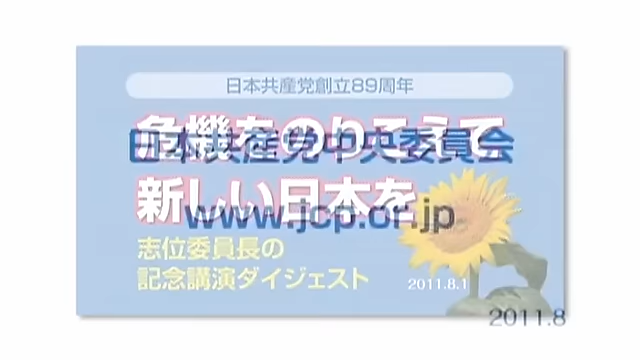 日本共産党創立89周年
危機をのりこえて
日本共産党中央委員会
新しい日本を
www.jcp.or.jp
志位委員長の
記念講演ダイジェスト
2011.8.1
2011.8